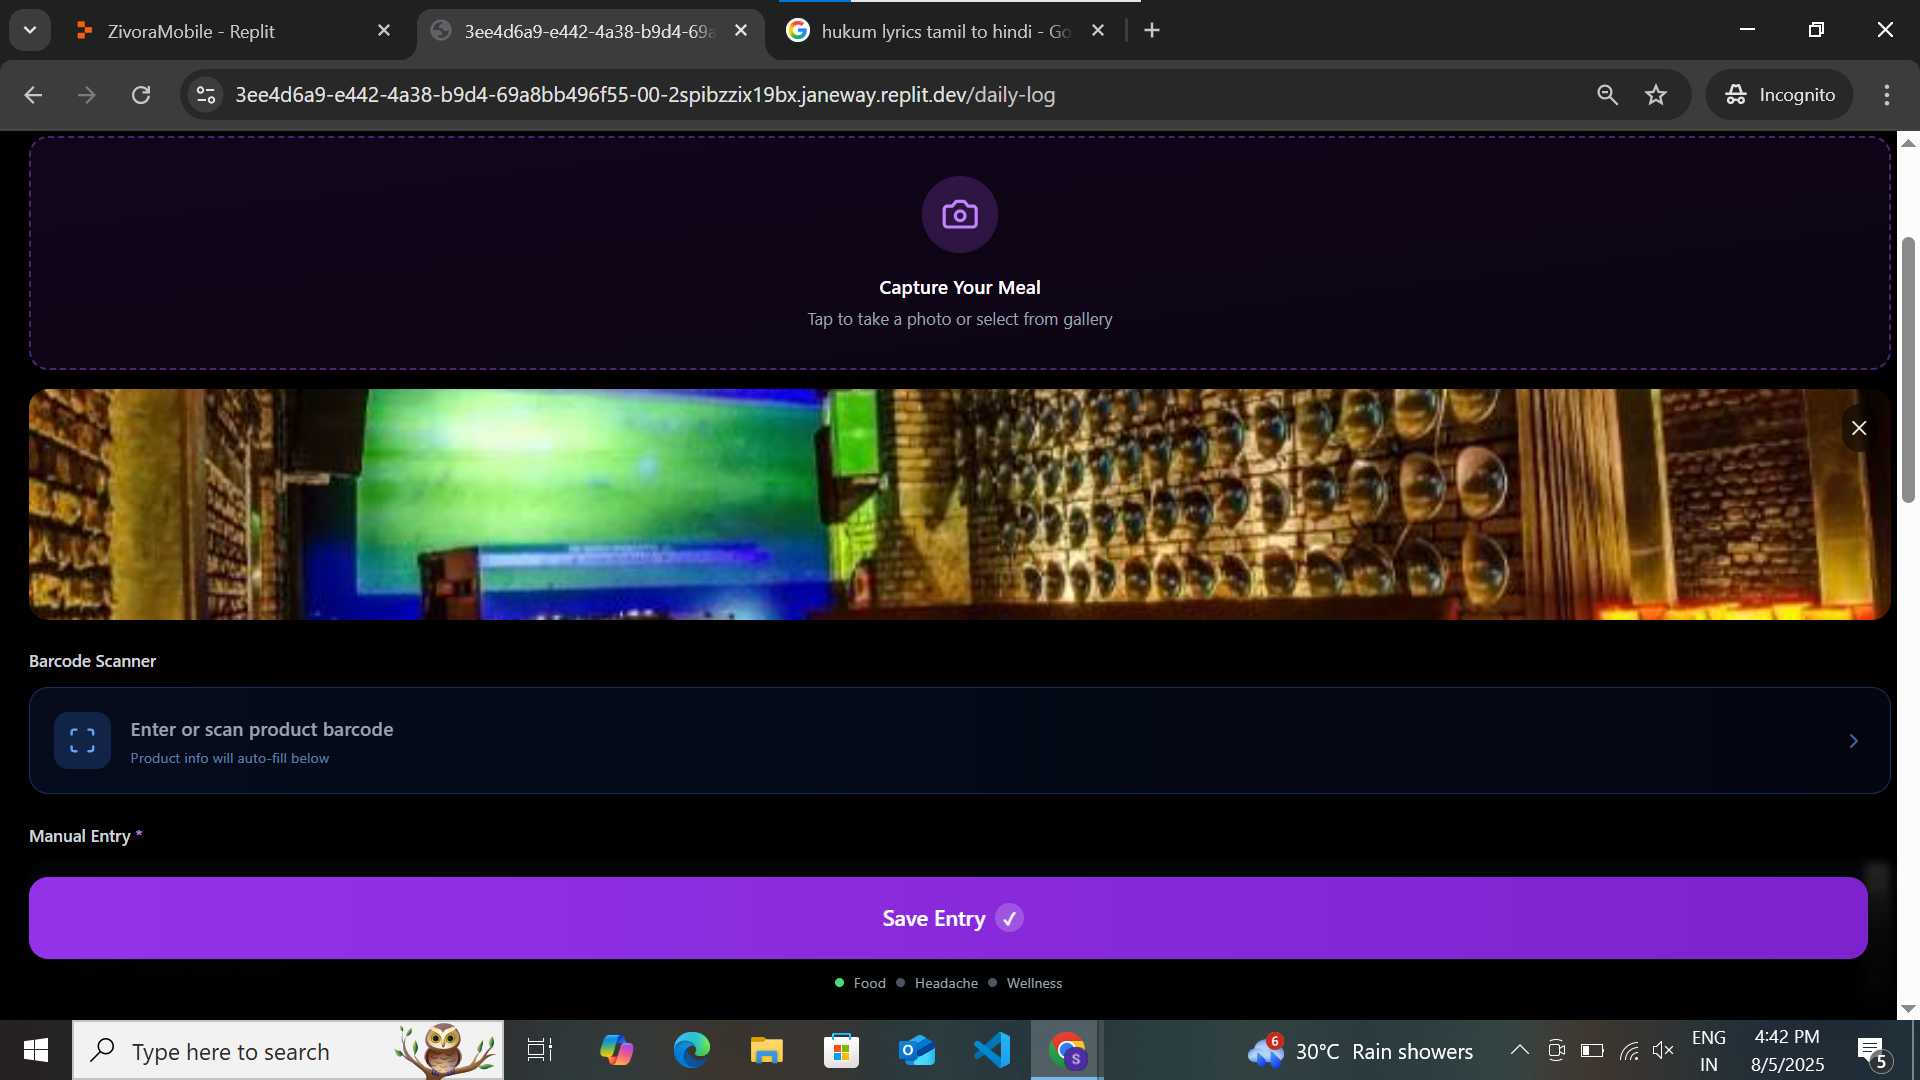 ZivoraMobile - Replit
3ee4d6a9-e442-4a38-b9d4-69a
hukum lyrics tamil to hindi - Go
3ee4d6a9-e442-4a38-b9d4-69a8bb496f55-00-2spibzzix19bx.janeway.replit.dev/daily-log
Incognito
Capture Your Meal
Tap to take a photo or select from gallery
Barcode Scanner
Enter or scan product barcode
Product info will auto-fill below
Manual Entry *
Save Entry ✓
Food
Headache
Wellness
Type here to search
S
6
30°C Rain showers
ENG
IN
4:42 PM
8/5/2025
5